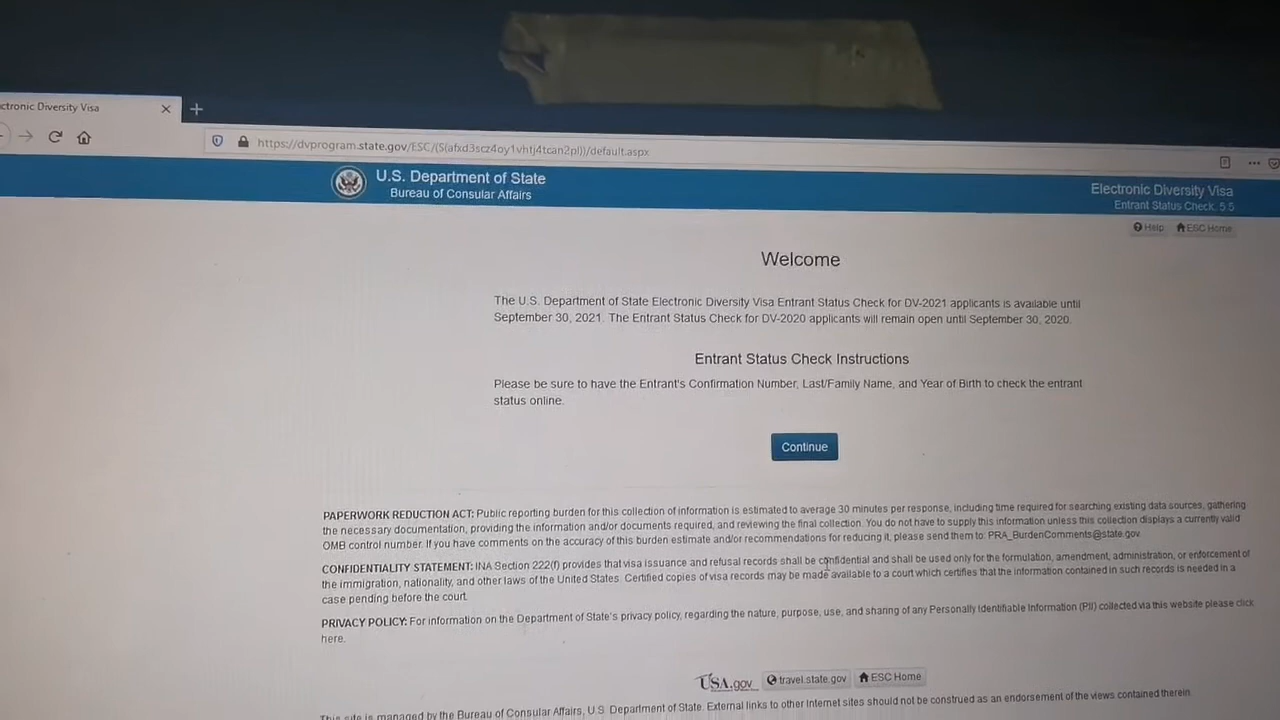 ctronic Diversity Visa
https://dvprogram.state.gov/ESC/(S(afxd3scz4oy1vhtj4tcan2pl))/default.aspx
U.S. Department of State
Bureau of Consular Affairs
Electronic Diversity Visa
Entrant Status Check. 5.5
Help ESC Home
Welcome
The U.S. Department of State Electronic Diversity Visa Entrant Status Check for DV-2021 applicants is available until
September 30, 2021. The Entrant Status Check for DV-2020 applicants will remain open until September 30, 2020.
Entrant Status Check Instructions
Please be sure to have the Entrant's Confirmation Number, Last/Family Name, and Year of Birth to check the entrant
status online.
Continue
PAPERWORK REDUCTION ACT: Public reporting burden for this collection of information is estimated to average 30 minutes per response, including time required for searching existing data sources, gathering
the necessary documentation, providing the information and/or documents required, and reviewing the final collection. You do not have to supply this information unless this collection displays a currently valid
OMB control number. If you have comments on the accuracy of this burden estimate and/or recommendations for reducing it, please send them to: PRA_BurdenComments@state.gov
CONFIDENTIALITY STATEMENT: INA Section 222(f) provides that visa issuance and refusal records shall be confidential and shall be used only for the formulation, amendment, administration, or enforcement of
the immigration, nationality, and other laws of the United States. Certified copies of visa records may be made available to a court which certifies that the information contained in such records is needed in a
case pending before the court.
PRIVACY POLICY: For information on the Department of State's privacy policy, regarding the nature, purpose, use, and sharing of any Personally Identifiable Information (PII) collected via this website please click
here.
USA.gov travel.state.gov ESC Home
This site is managed by the Bureau of Consular Affairs, U.S. Department of State. External links to other Internet sites should not be construed as an endorsement of the views contained therein.